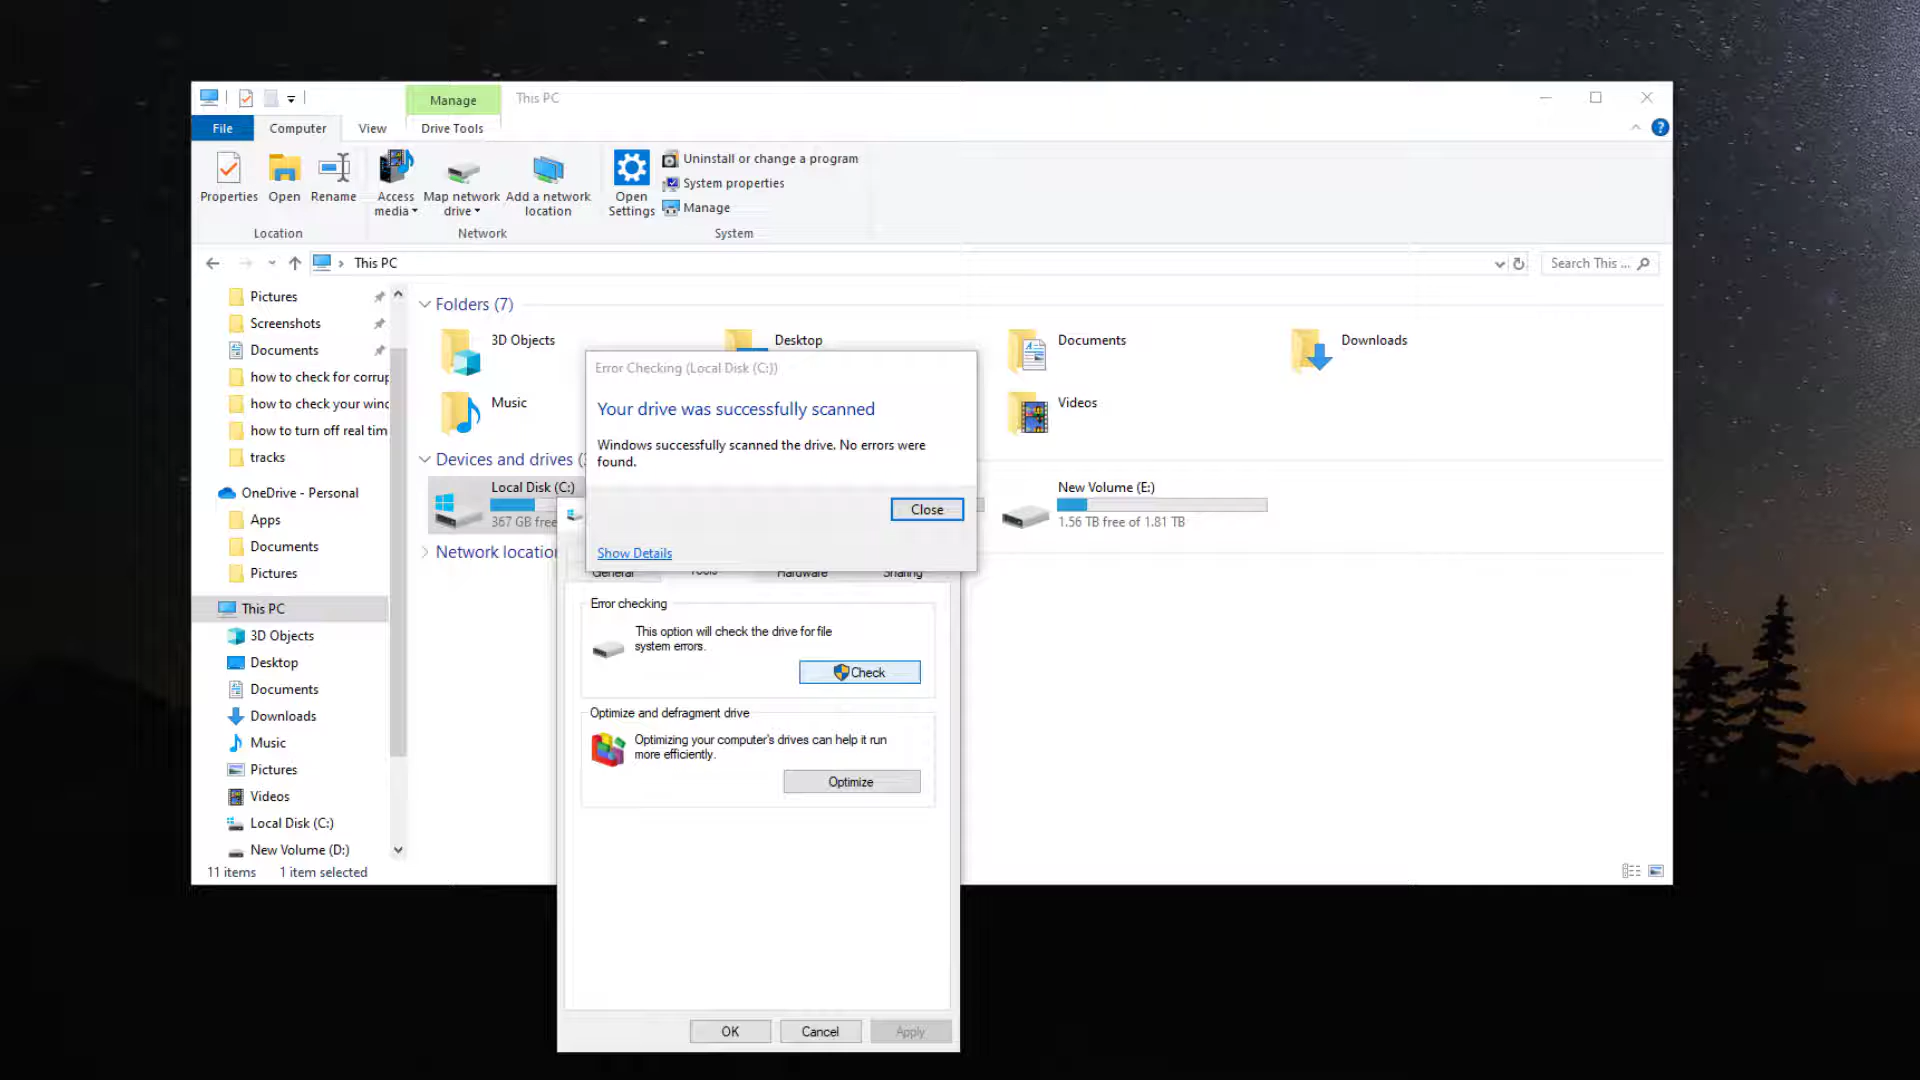 Manage
This PC
File
Computer
View
Drive Tools
Properties
Open
Rename
Access media
Map network drive
Add a network location
Open Settings
Uninstall or change a program
System properties
Manage
Location
Network
System
This PC
Search This ...
Pictures
Screenshots
Documents
how to check for corrup
how to check your winc
how to turn off real tim
tracks
OneDrive - Personal
Apps
Documents
Pictures
This PC
3D Objects
Desktop
Documents
Downloads
Music
Pictures
Videos
Local Disk (C:)
New Volume (D:)
11 items
1 item selected
Folders (7)
3D Objects
Desktop
Documents
Downloads
Music
Videos
Devices and drives (
Local Disk (C:)
367 GB free
New Volume (E:)
1.56 TB free of 1.81 TB
Network location
Error Checking (Local Disk (C:))
Your drive was successfully scanned
Windows successfully scanned the drive. No errors were
found.
Close
Show Details
General
Tools
Hardware
Sharing
Error checking
This option will check the drive for file
system errors.
Check
Optimize and defragment drive
Optimizing your computer's drives can help it run
more efficiently.
Optimize
OK
Cancel
Apply